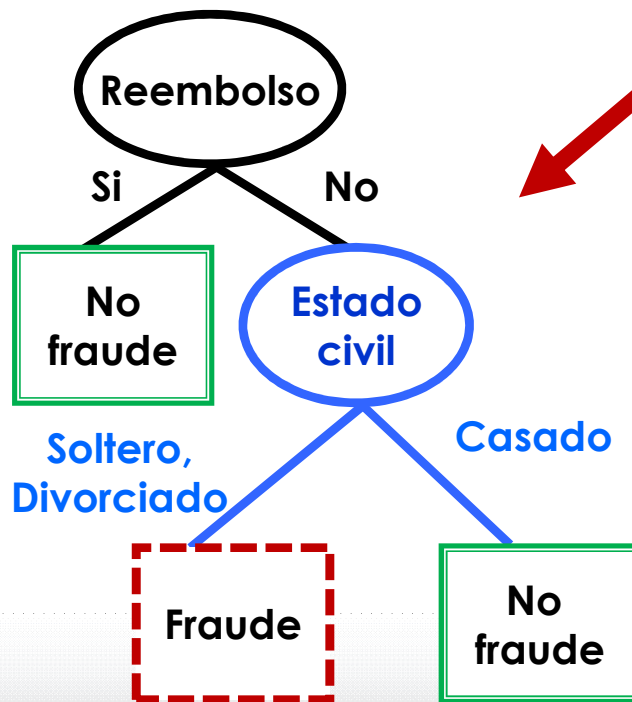 Reembolso
Si
No
No
fraude
Estado
civil
Soltero,
Divorciado
Casado
Fraude
No
fraude